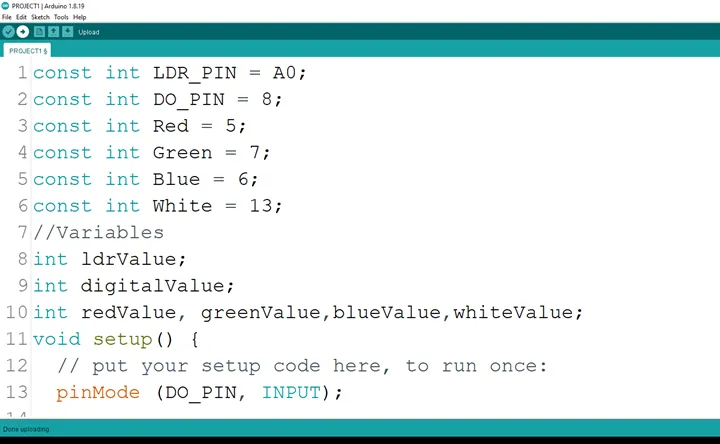 PROJECT1 | Arduino 1.8.19
File Edit Sketch Tools Help
Upload
PROJECT1 §
1 const int LDR_PIN = A0;
2 const int DO_PIN = 8;
3 const int Red = 5;
4 const int Green = 7;
5 const int Blue = 6;
6 const int White = 13;
7 //Variables
8 int ldrValue;
9 int digitalValue;
10 int redValue, greenValue,blueValue,whiteValue;
11 void setup() {
12 // put your setup code here, to run once:
13 pinMode (DO_PIN, INPUT);
14
Done uploading.